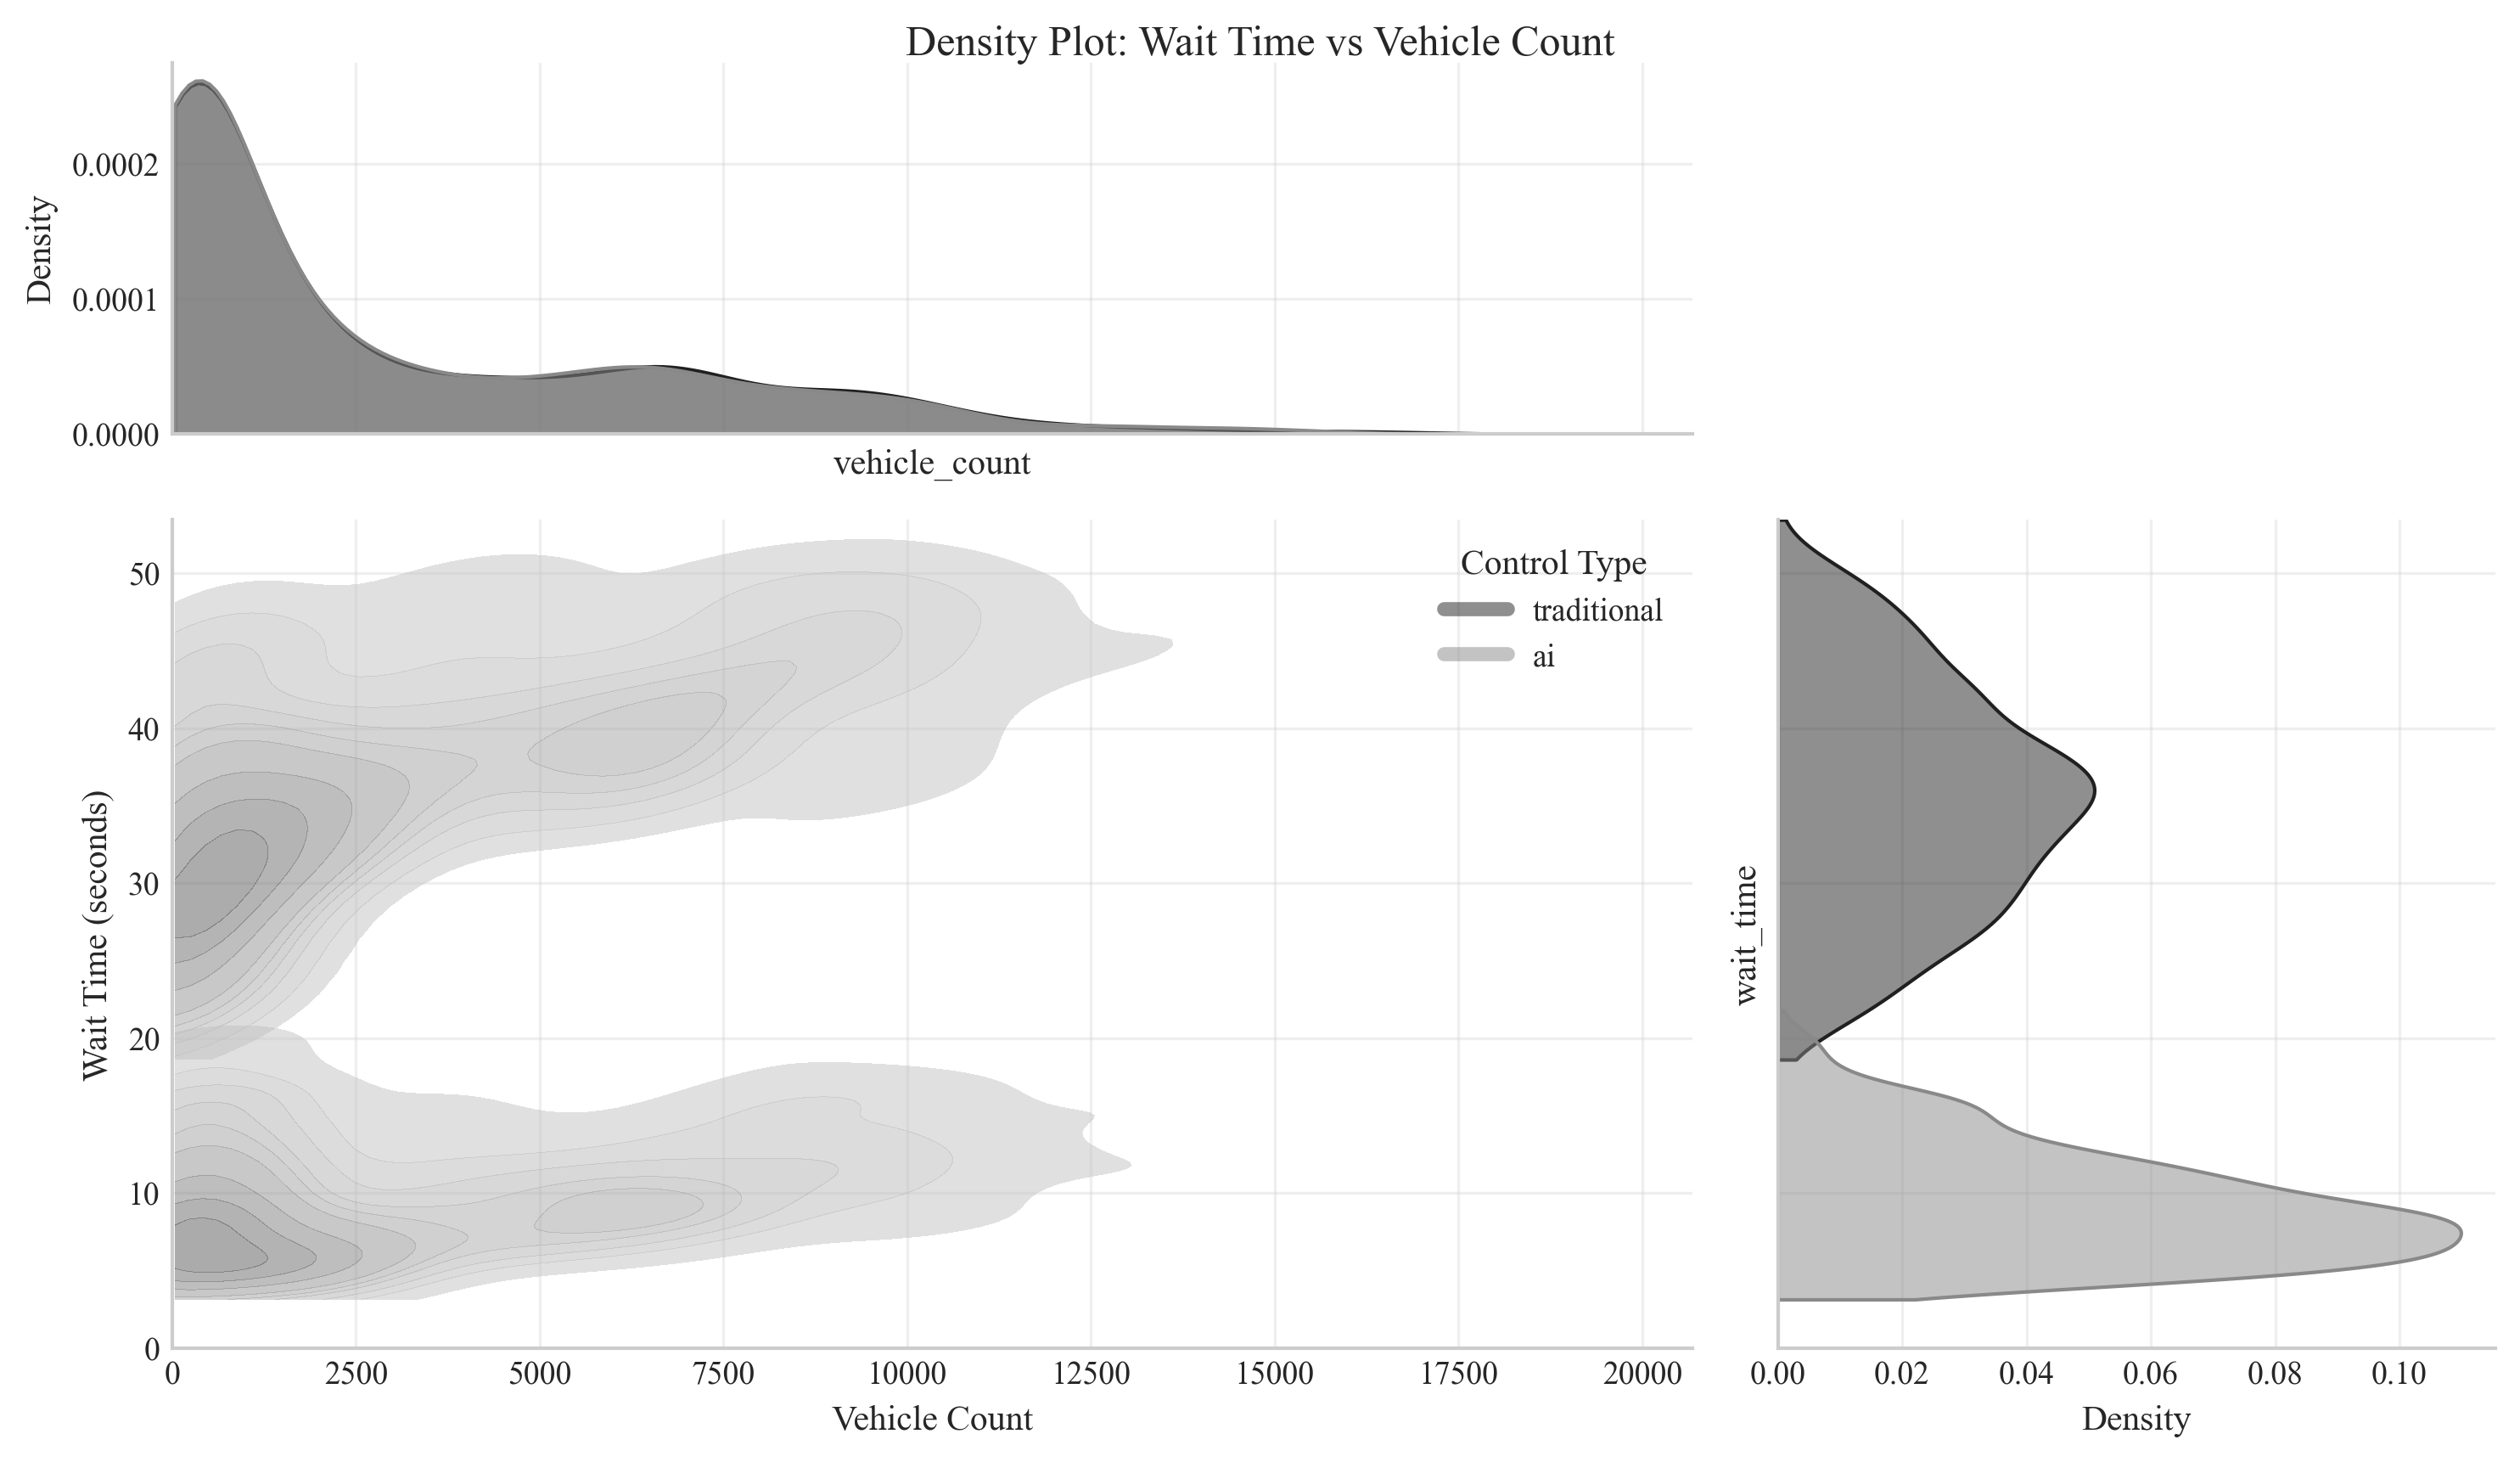 Density Plot: Wait Time vs Vehicle Count
Density
0.0002
0.0001
0.0000
vehicle_count
Wait Time (seconds)
50
40
30
20
10
0
0 2500 5000 7500 10000 12500 15000 17500 20000
Vehicle Count
Control Type
traditional
ai
wait_time
0.00 0.02 0.04 0.06 0.08 0.10
Density